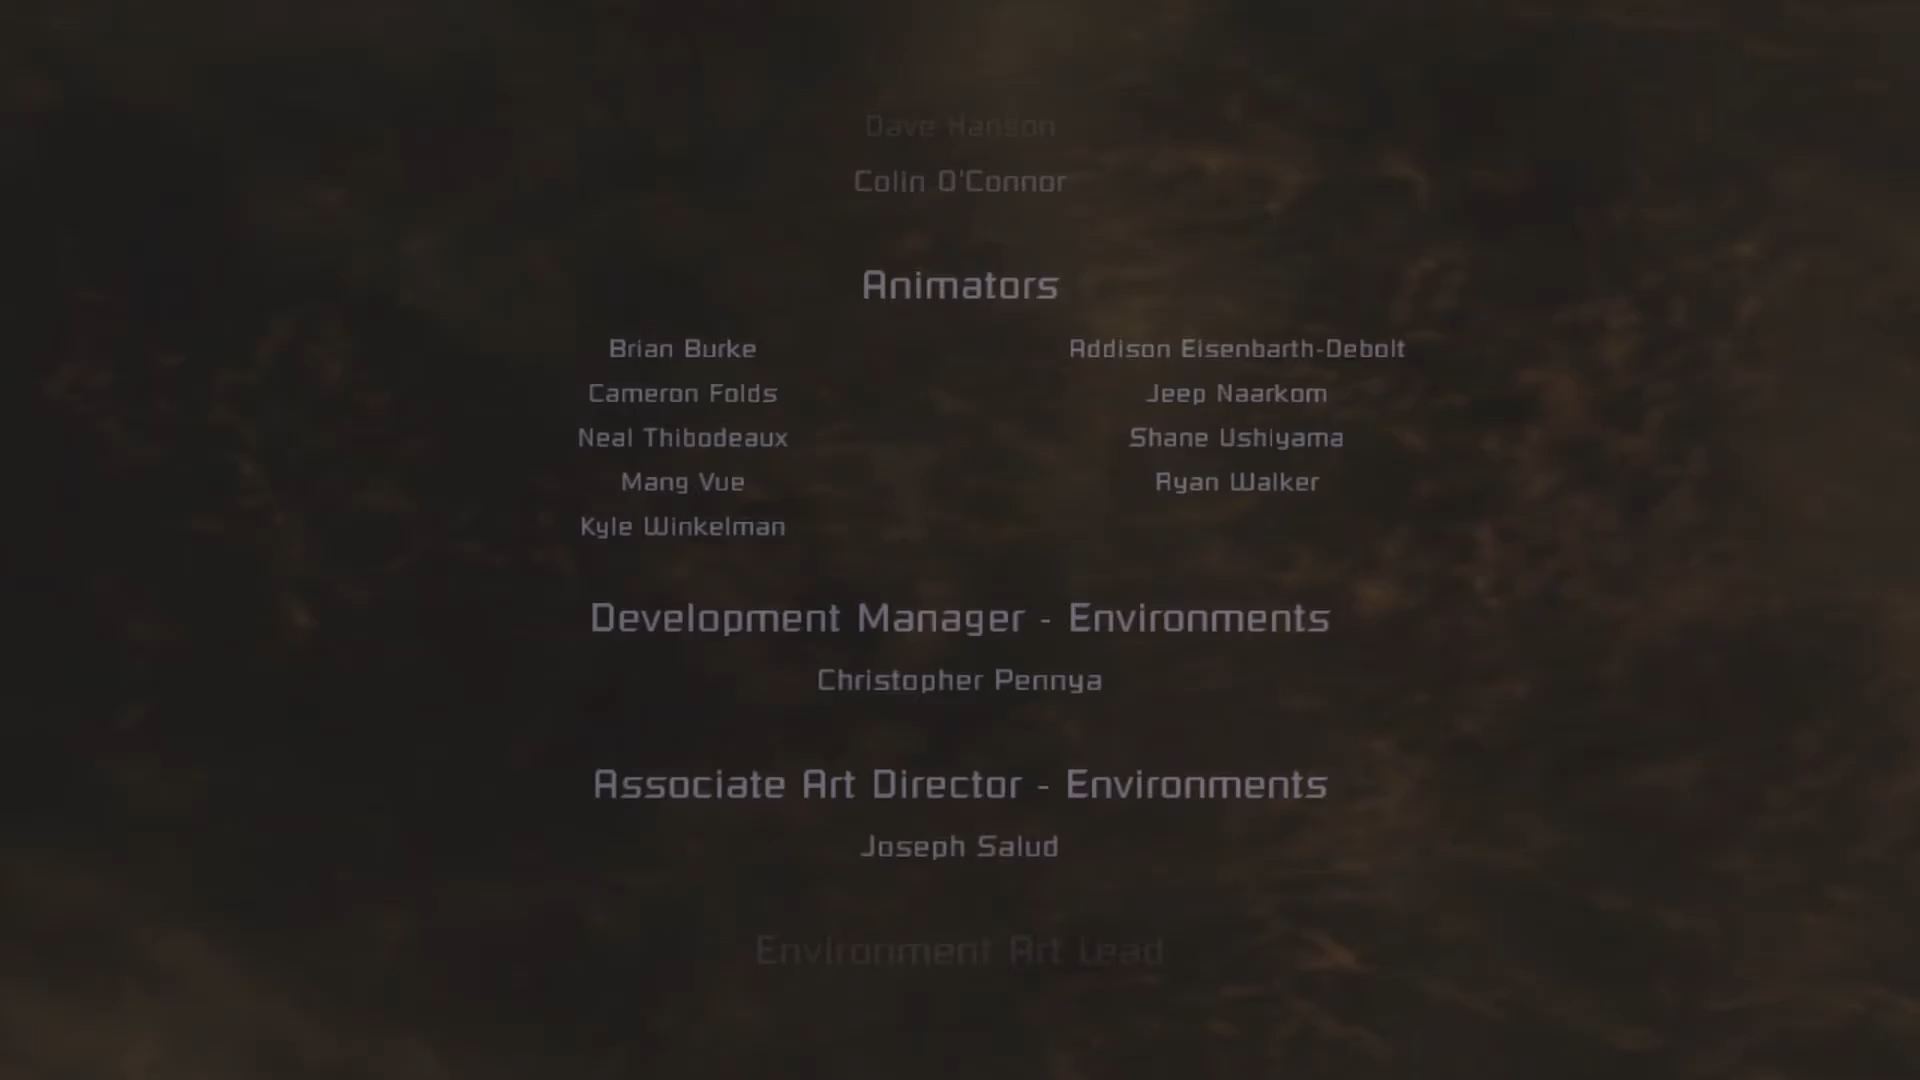 Dave Hanson
Colin O'Connor
Animators
Brian Burke
Addison Eisenbarth-Debolt
Cameron Folds
Jeep Naarkom
Neal Thibodeaux
Shane Ushiyama
Mang Vue
Ryan Walker
Kyle Winkelman
Development Manager - Environments
Christopher Pennya
Associate Art Director - Environments
Joseph Salud
Environment Art Lead